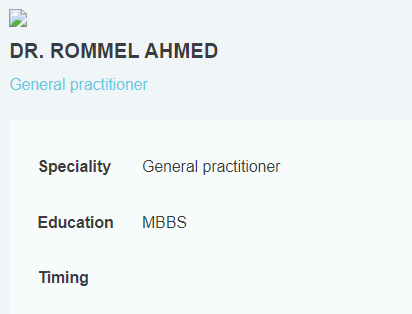 DR. ROMMEL AHMED
General practitioner
Speciality General practitioner
Education MBBS
Timing